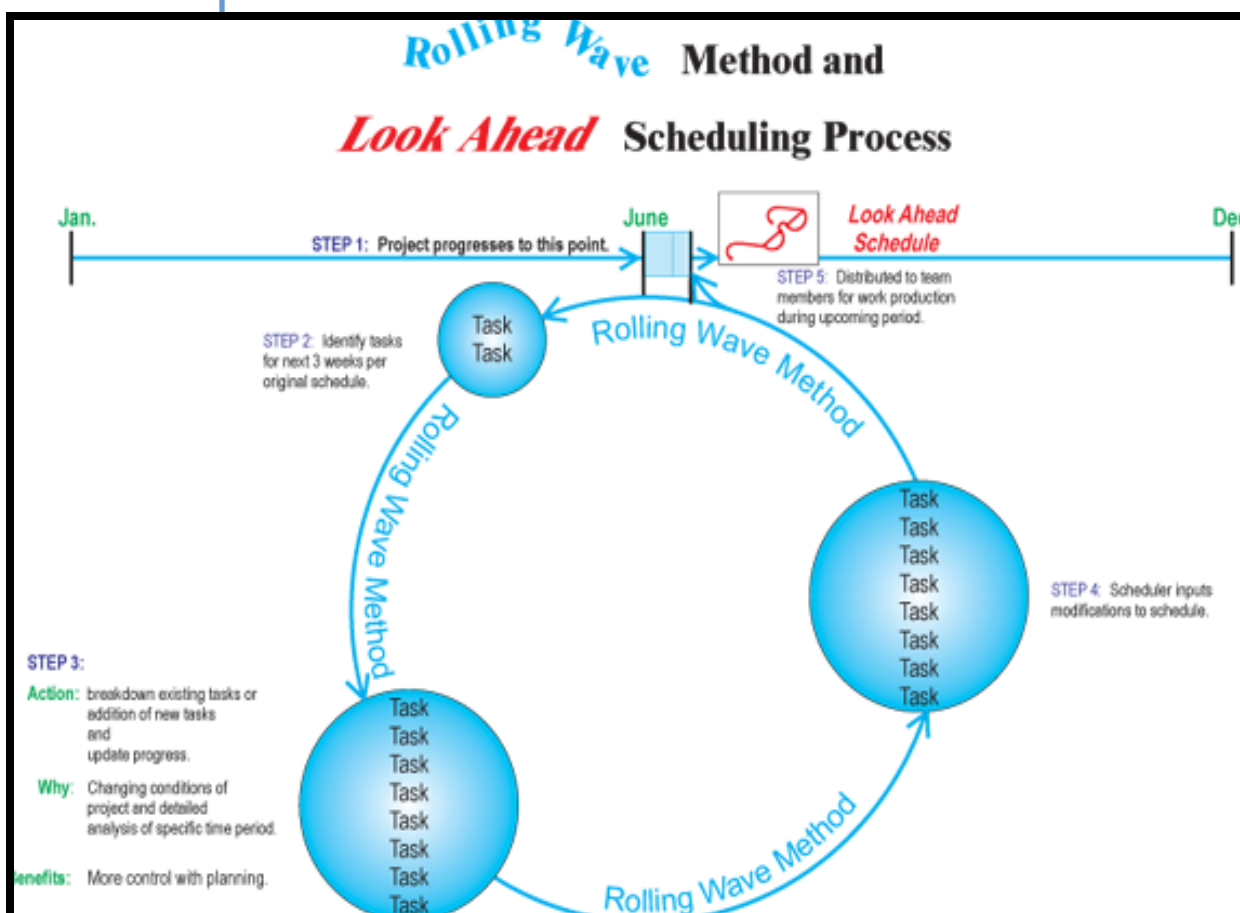 Rolling Wave Method and
Look Ahead Scheduling Process
Jan.
June
Look Ahead
Schedule
Dec
STEP 1: Project progresses to this point.
STEP 5: Distributed to team
members for work production
during upcoming period.
Task
Task
STEP 2: Identify tasks
for next 3 weeks per
original schedule.
Rolling Wave Method
Rolling Wave Method
Task
Task
Task
Task
Task
Task
Task
Task
STEP 4: Scheduler inputs
modifications to schedule.
STEP 3:
Action: breakdown existing tasks or
addition of new tasks
and
update progress.
Why: Changing conditions of
project and detailed
analysis of specific time period.
enefits: More control with planning.
Task
Task
Task
Task
Task
Task
Task
Task
Rolling Wave Method